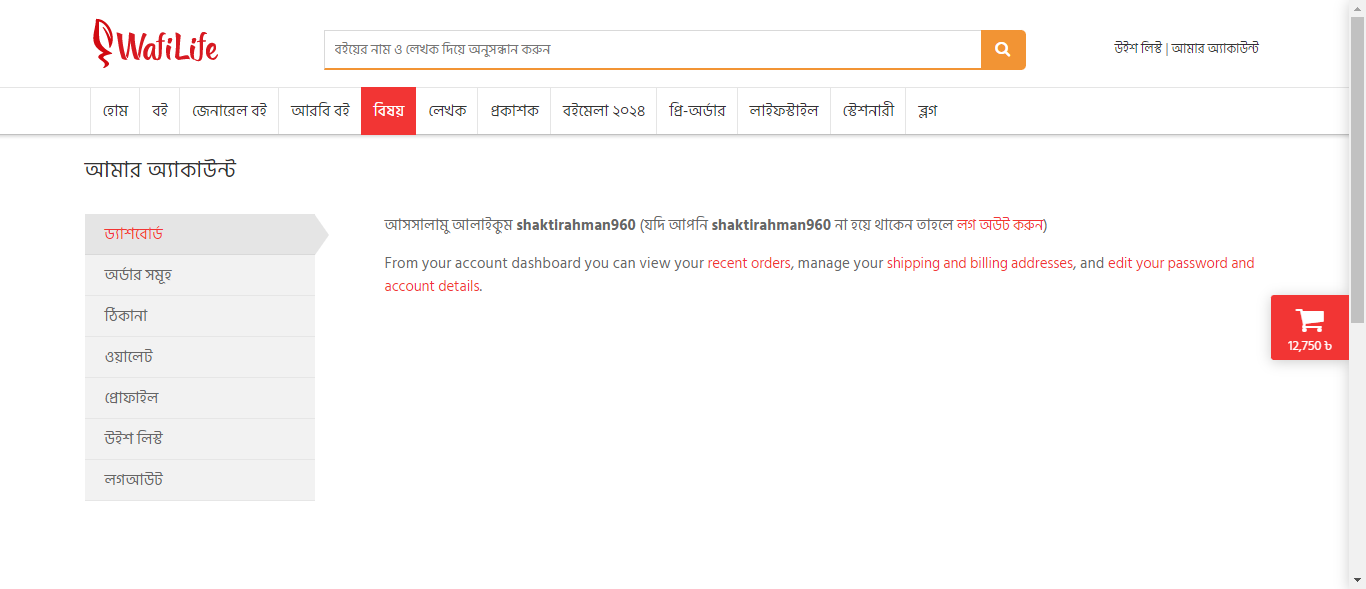 WafiLife
বইয়ের নাম ও লেখক দিয়ে অনুসন্ধান করুন
উইশ লিস্ট | আমার অ্যাকাউন্ট
হোম বই জেনারেল বই আরবি বই বিষয় লেখক প্রকাশক বইমেলা ২০২৪ প্রি-অর্ডার লাইফস্টাইল স্টেশনারী ব্লগ
আমার অ্যাকাউন্ট
ড্যাশবোর্ড
অর্ডার সমূহ
ঠিকানা
ওয়ালেট
প্রোফাইল
উইশ লিস্ট
লগআউট
আসসালামু আলাইকুম shaktirahman960 (যদি আপনি shaktirahman960 না হয়ে থাকেন তাহলে লগ অউট করুন)
From your account dashboard you can view your recent orders, manage your shipping and billing addresses, and edit your password and
account details.
12,750 ৳